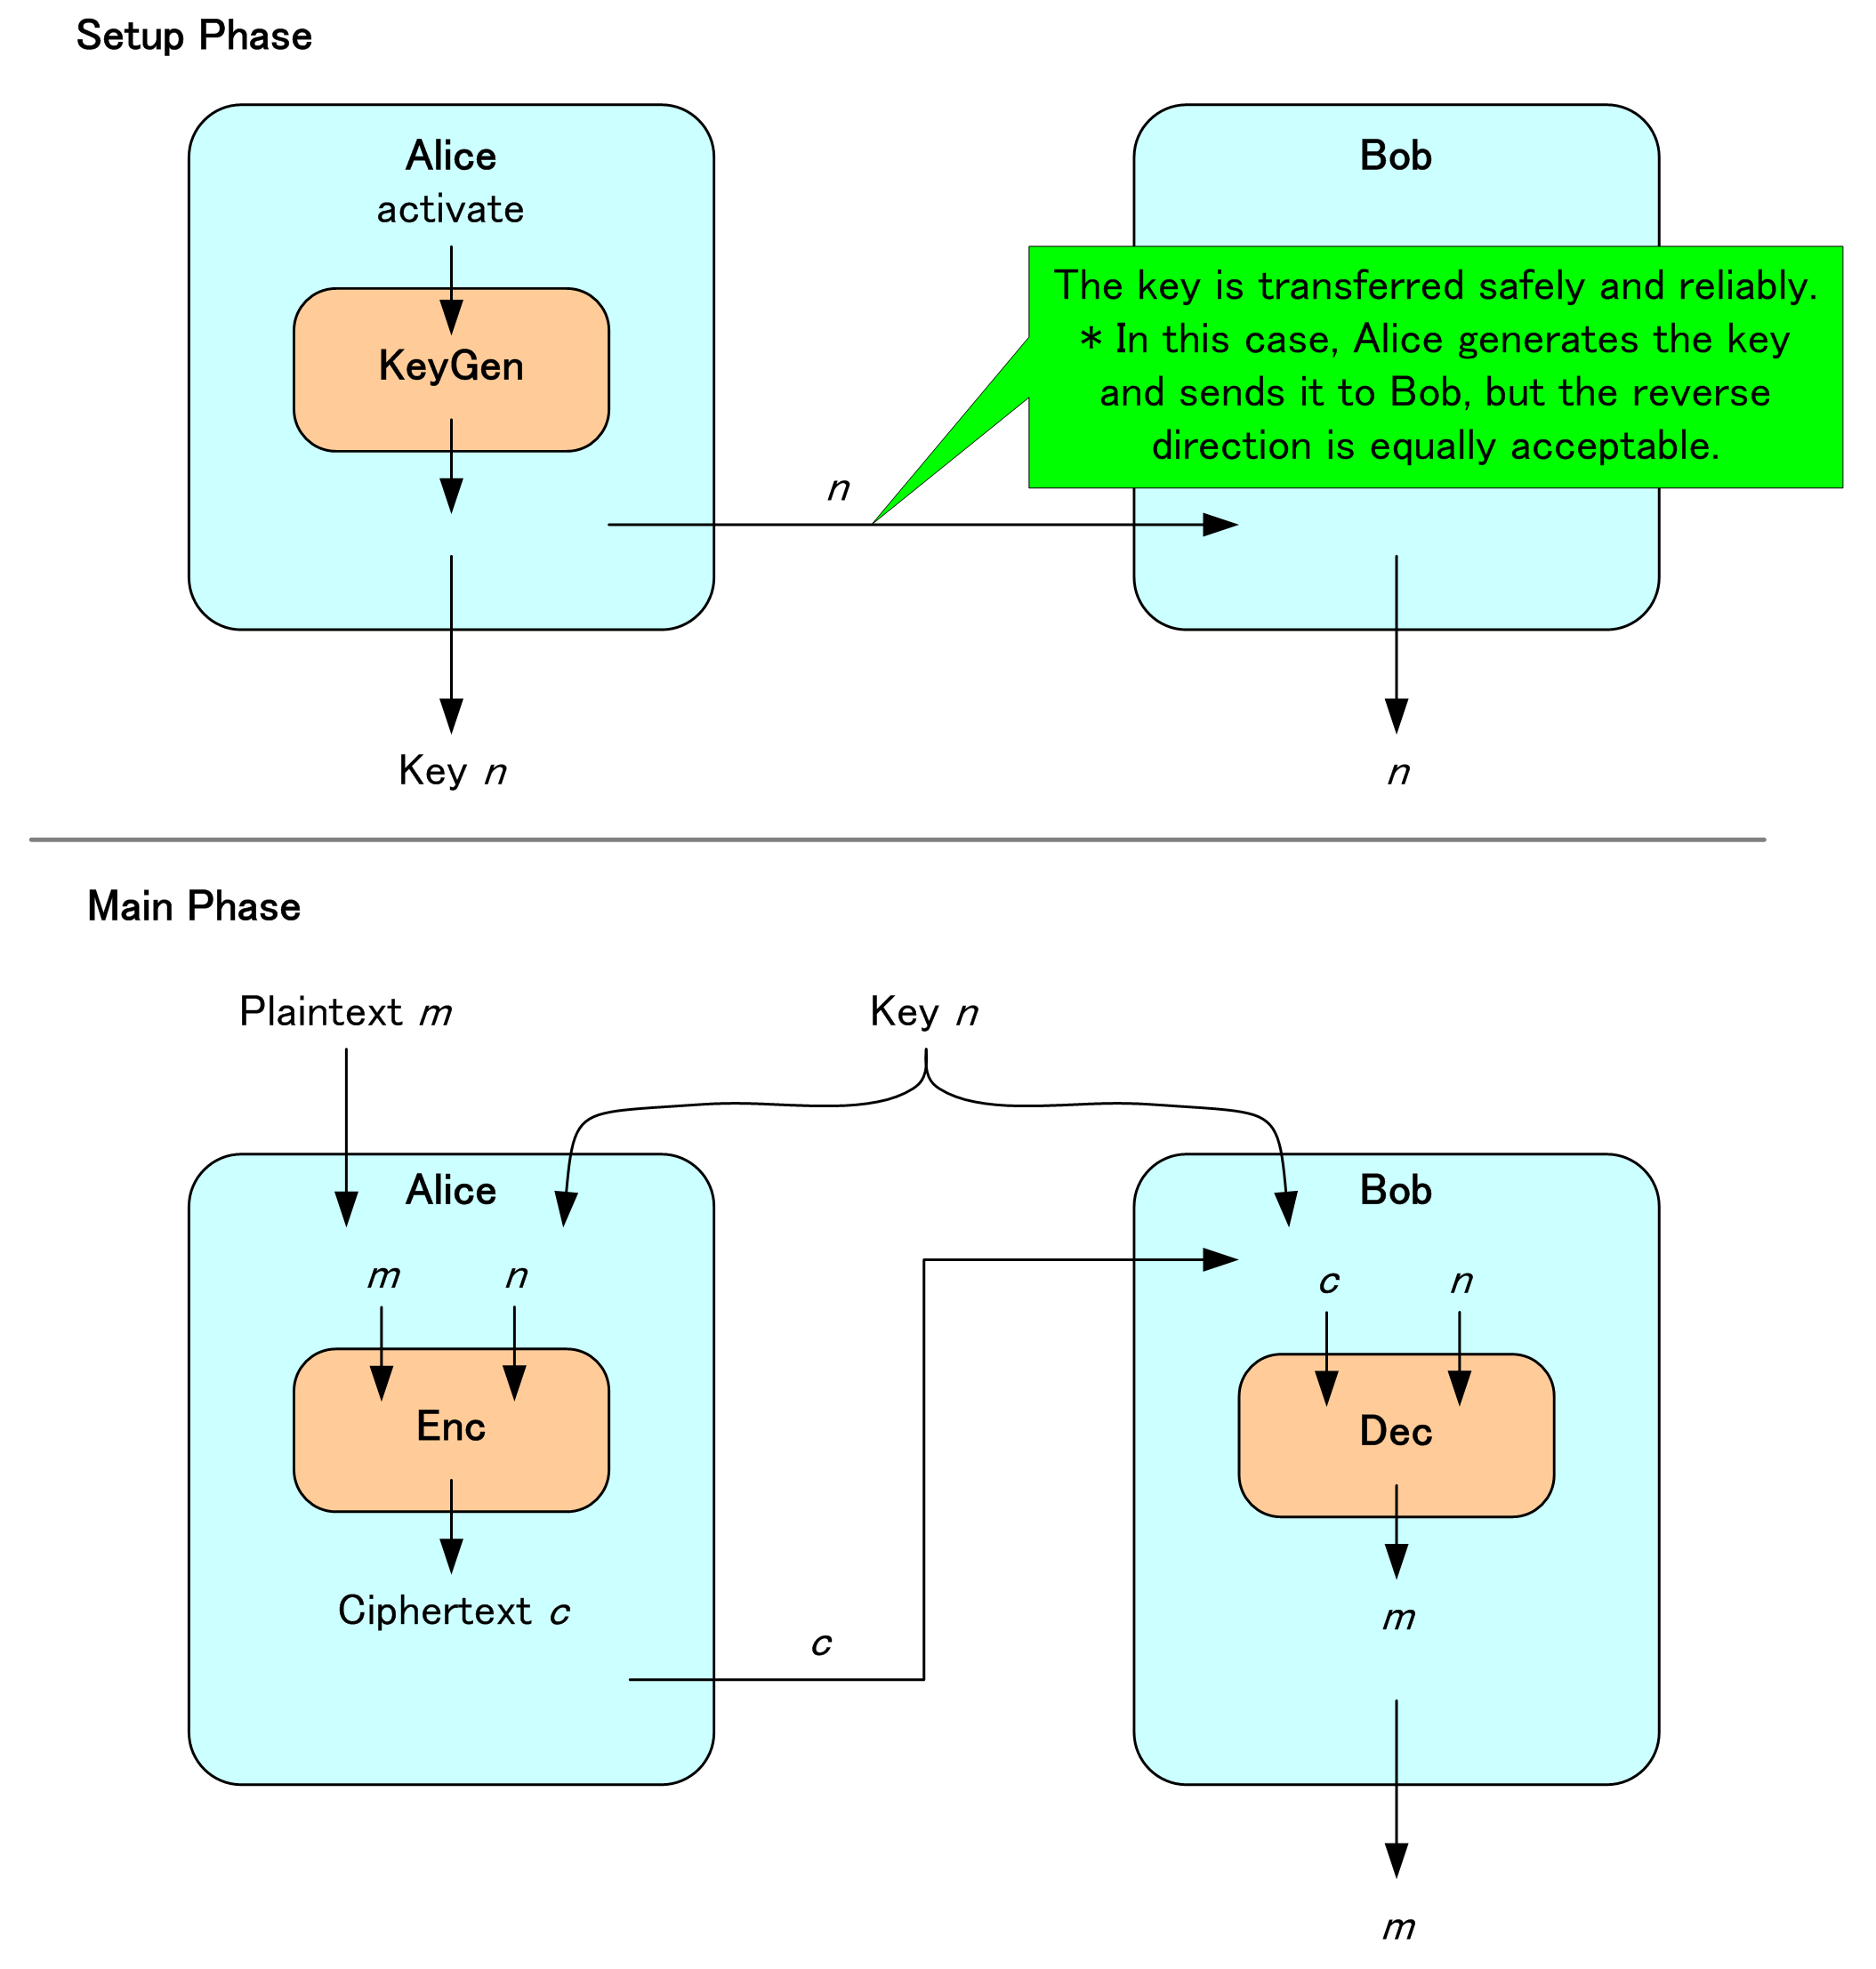 Setup Phase
Alice
activate
KeyGen
n
Key n
Bob
The key is transferred safely and reliably.
* In this case, Alice generates the key
and sends it to Bob, but the reverse
direction is equally acceptable.
n
Main Phase
Plaintext m
Key n
Alice
m n
Enc
Ciphertext c
c
Bob
c n
Dec
m
m